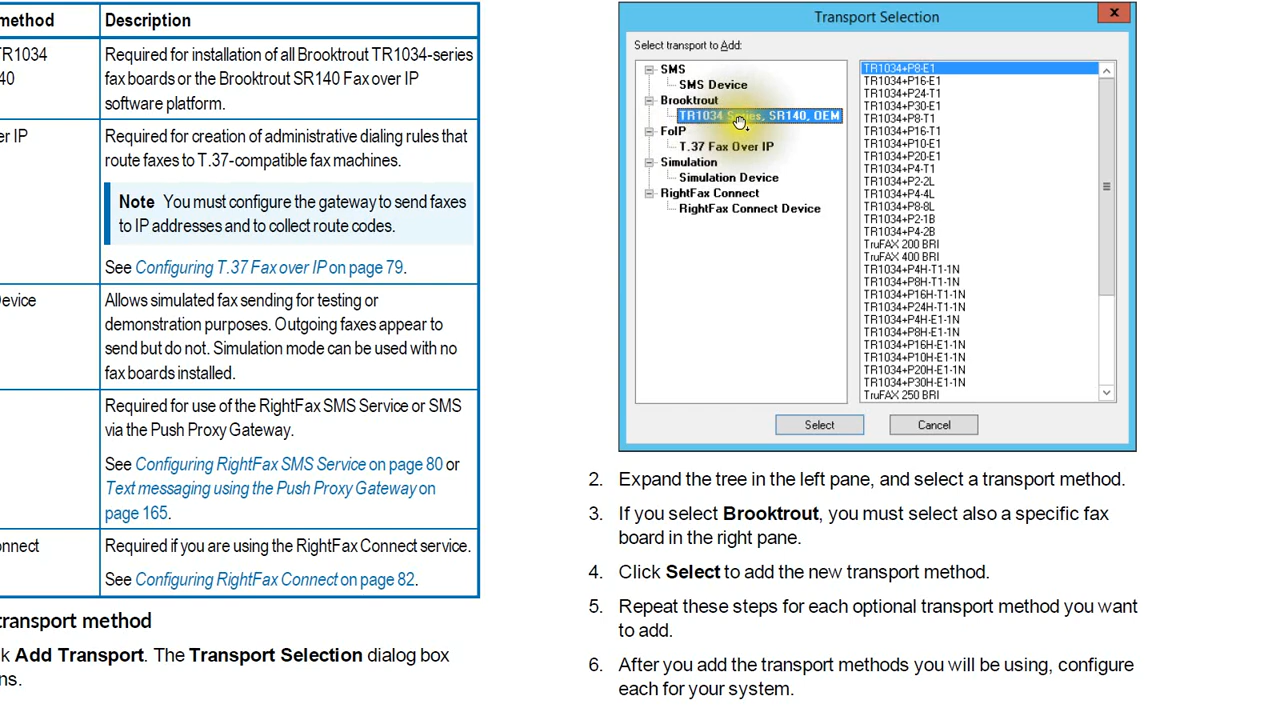 method Description
TR1034 Required for installation of all Brooktrout TR1034-series
40 fax boards or the Brooktrout SR140 Fax over IP
software platform.
er IP Required for creation of administrative dialing rules that
route faxes to T.37-compatible fax machines.
Note You must configure the gateway to send faxes
to IP addresses and to collect route codes.
See Configuring T.37 Fax over IP on page 79.
Device Allows simulated fax sending for testing or
demonstration purposes. Outgoing faxes appear to
send but do not. Simulation mode can be used with no
fax boards installed.
Required for use of the RightFax SMS Service or SMS
via the Push Proxy Gateway.
See Configuring RightFax SMS Service on page 80 or
Text messaging using the Push Proxy Gateway on
page 165.
onnect Required if you are using the RightFax Connect service.
See Configuring RightFax Connect on page 82.
transport method
k Add Transport. The Transport Selection dialog box
ns.
Transport Selection
Select transport to Add:
SMS
SMS Device
Brooktrout
TR1034 Series, SR140, OEM
FoIP
T.37 Fax Over IP
Simulation
Simulation Device
RightFax Connect
RightFax Connect Device
TR1034+P8-E1
TR1034+P16-E1
TR1034+P24-T1
TR1034+P30-E1
TR1034+P8-T1
TR1034+P16-T1
TR1034+P10-E1
TR1034+P20-E1
TR1034+P4-T1
TR1034+P2-2L
TR1034+P4-4L
TR1034+P8-8L
TR1034+P2-1B
TR1034+P4-2B
TruFAX 200 BRI
TruFAX 400 BRI
TR1034+P4H-T1-1N
TR1034+P8H-T1-1N
TR1034+P16H-T1-1N
TR1034+P24H-T1-1N
TR1034+P4H-E1-1N
TR1034+P8H-E1-1N
TR1034+P16H-E1-1N
TR1034+P10H-E1-1N
TR1034+P20H-E1-1N
TR1034+P30H-E1-1N
TruFAX 250 BRI
Select Cancel
2. Expand the tree in the left pane, and select a transport method.
3. If you select Brooktrout, you must select also a specific fax
board in the right pane.
4. Click Select to add the new transport method.
5. Repeat these steps for each optional transport method you want
to add.
6. After you add the transport methods you will be using, configure
each for your system.